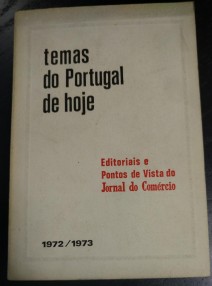 temas
do Portugal
de hoje
Editoriais e
Pontos de Vista do
Jornal do Comércio
1972/1973